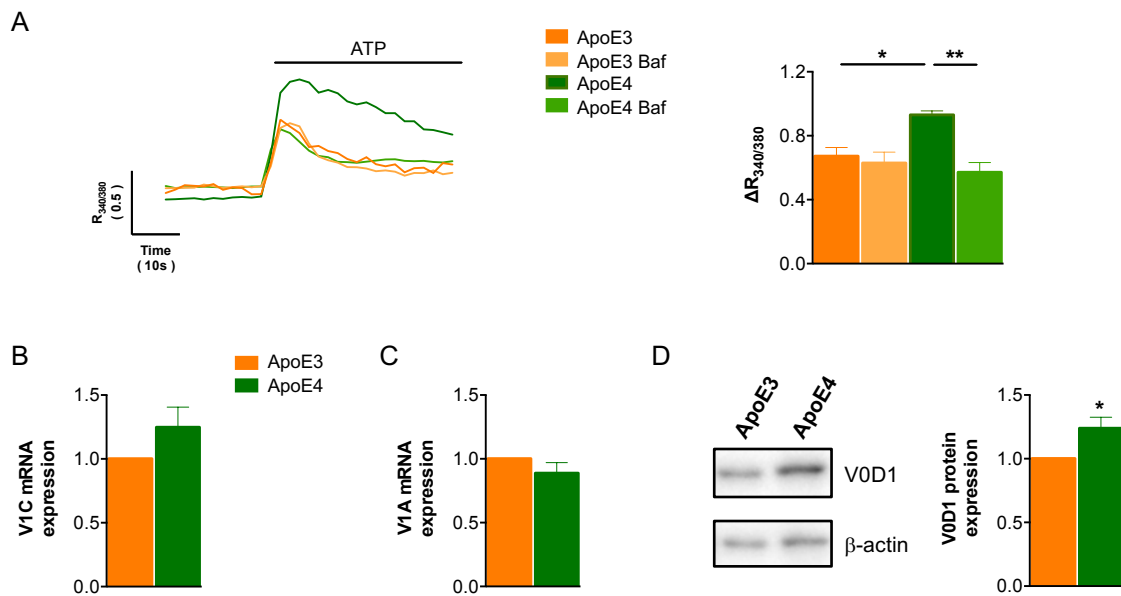 A
ATP
R340/380
( 0.5 )
Time
( 10s )
ApoE3
ApoE3 Baf
ApoE4
ApoE4 Baf
ΔR340/380
1.2
0.8
0.4
0.0
*
**
B
V1C mRNA
expression
1.5
1.0
0.5
0.0
ApoE3
ApoE4
C
V1A mRNA
expression
1.5
1.0
0.5
0.0
D
ApoE3
ApoE4
V0D1
β-actin
V0D1 protein
expression
1.5
1.0
0.5
0.0
*